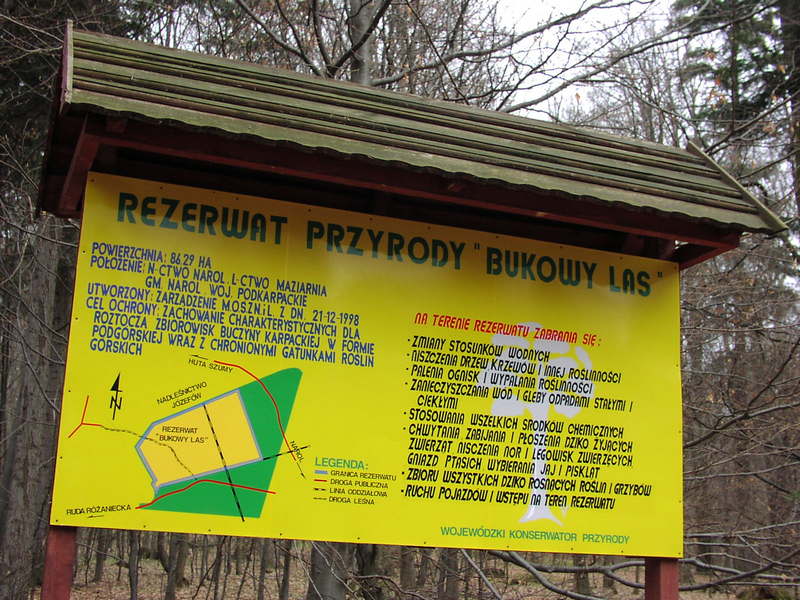 REZERWAT PRZYRODY "BUKOWY LAS"
POWIERZCHNIA: 86.29 HA
POŁOŻENIE: N-CTWO NAROL, L-CTWO MAZIARNIA
GM. NAROL WOJ. PODKARPACKIE
UTWORZONY: ZARZĄDZENIE M.O.S.Z.N.i L. Z DN. 21-12-1998
CEL OCHRONY: ZACHOWANIE CHARAKTERYSTYCZNYCH DLA
ROZTOCZA ZBIOROWISK BUCZYNY KARPACKIEJ W FORMIE
PODGÓRSKIEJ WRAZ Z CHRONIONYMI GATUNKAMI ROŚLIN
GÓRSKICH
NA TERENIE REZERWATU ZABRANIA SIĘ:
• ZMIANY STOSUNKÓW WODNYCH
• NISZCZENIA DRZEW KRZEWÓW I INNEJ ROŚLINNOŚCI
• PALENIA OGNISK I WYPALANIA ROŚLINNOŚCI
• ZANIECZYSZCZANIA WÓD I GLEBY ODPADAMI STAŁYMI I
CIEKŁYMI
• STOSOWANIA WSZELKICH ŚRODKÓW CHEMICZNYCH
• CHWYTANIA ZABIJANIA I PŁOSZENIA DZIKO ŻYJĄCYCH
ZWIERZĄT NISZCZENIA NOR I LEGOWISK ZWIERZĘCYCH
GNIAZD PTASICH WYBIERANIA JAJ I PISKLĄT
• ZBIORU WSZYSTKICH DZIKO ROSNĄCYCH ROŚLIN I GRZYBÓW
• RUCHU POJAZDÓW I WSTĘPU NA TEREN REZERWATU
WOJEWÓDZKI KONSERWATOR PRZYRODY
HUTA SZUMY
NADLEŚNICTWO
JÓZEFÓW
REZERWAT
"BUKOWY LAS"
NAROL
RUDA RÓŻANIECKA
LEGENDA:
GRANICA REZERWATU
DROGA PUBLICZNA
LINIA ODDZIAŁOWA
DROGA LEŚNA